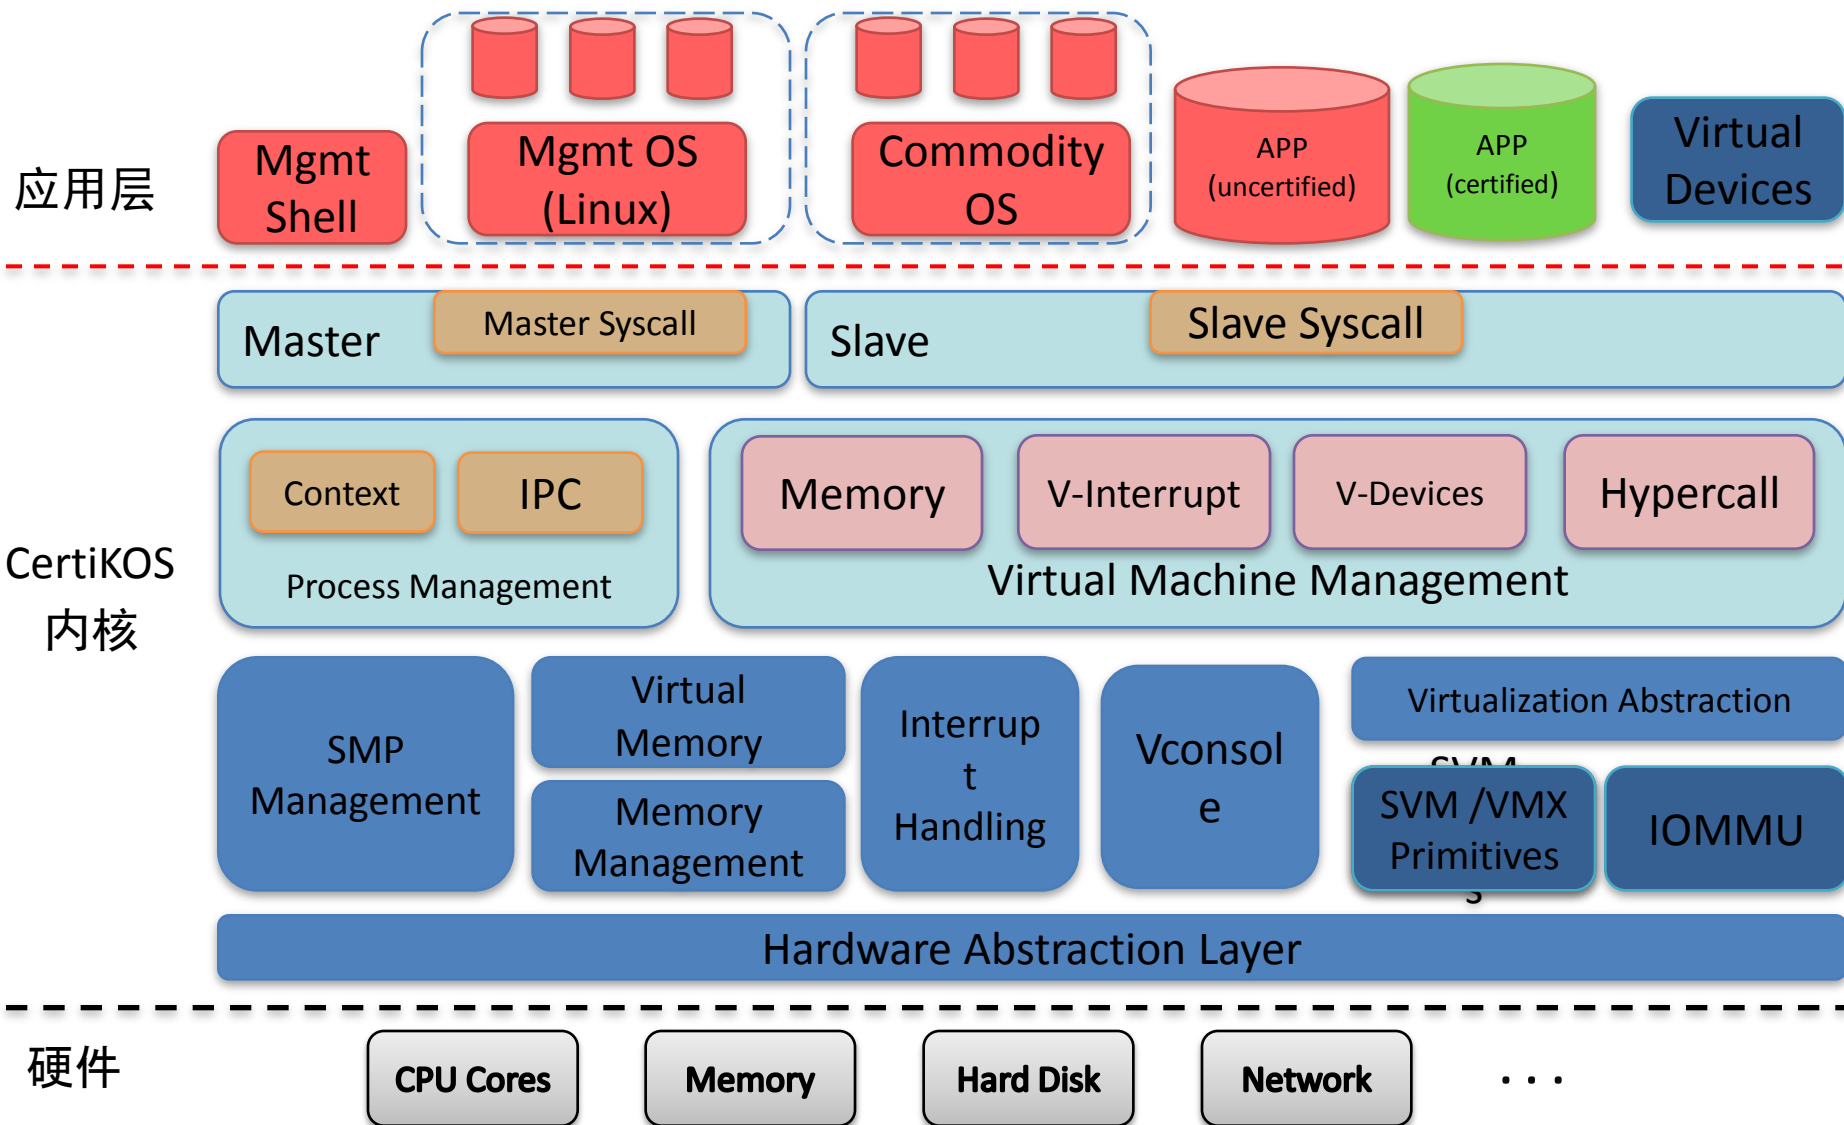 应用层
Mgmt
Shell
Mgmt OS
(Linux)
Commodity
OS
APP
(uncertified)
APP
(certified)
Virtual
Devices
Master
Master Syscall
Slave
Slave Syscall
CertiKOS
内核
Context
IPC
Process Management
Memory
V-Interrupt
V-Devices
Hypercall
Virtual Machine Management
SMP
Management
Virtual
Memory
Memory
Management
Interrup
t
Handling
Vconsol
e
Virtualization Abstraction
SVM
SVM /VMX
Primitives
s
IOMMU
Hardware Abstraction Layer
硬件
CPU Cores
Memory
Hard Disk
Network
. . .